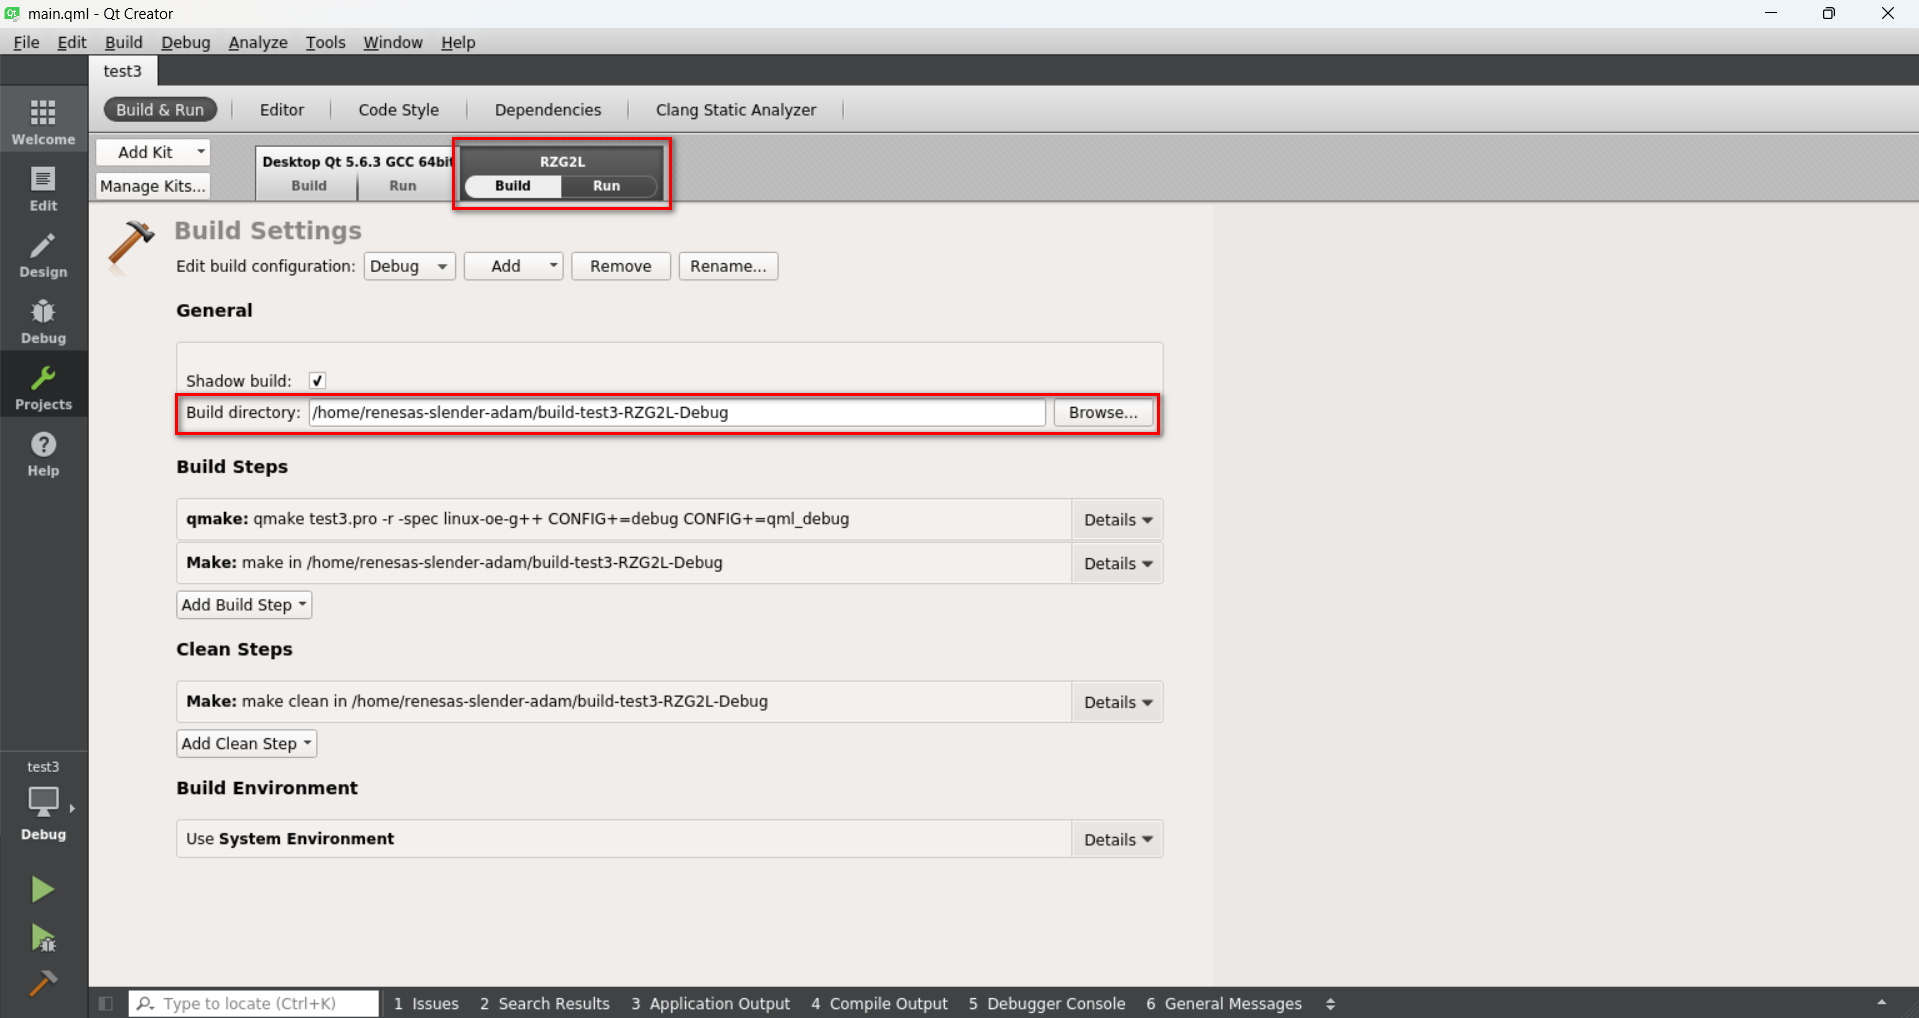 main.qml - Qt Creator
File Edit Build Debug Analyze Tools Window Help
test3
Build & Run Editor Code Style Dependencies Clang Static Analyzer
Welcome
Add Kit
Manage Kits...
Desktop Qt 5.6.3 GCC 64bit
Build Run
RZG2L
Build Run
Edit
Design
Debug
Projects
Help
Build Settings
Edit build configuration: Debug Add Remove Rename...
General
Shadow build:
Build directory: /home/renesas-slender-adam/build-test3-RZG2L-Debug Browse...
Build Steps
qmake: qmake test3.pro -r -spec linux-oe-g++ CONFIG+=debug CONFIG+=qml_debug Details
Make: make in /home/renesas-slender-adam/build-test3-RZG2L-Debug Details
Add Build Step
Clean Steps
Make: make clean in /home/renesas-slender-adam/build-test3-RZG2L-Debug Details
Add Clean Step
Build Environment
Use System Environment Details
test3
Debug
Type to locate (Ctrl+K) 1 Issues 2 Search Results 3 Application Output 4 Compile Output 5 Debugger Console 6 General Messages